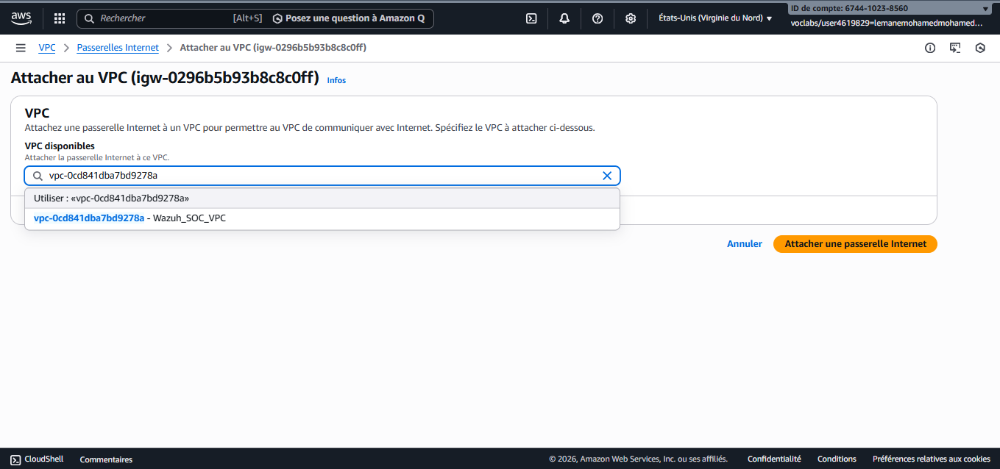 aws
Rechercher [Alt+S] Posez une question à Amazon Q
États-Unis (Virginie du Nord)
ID de compte: 6744-1023-8560
voclabs/user4619829=lemanemohamedmohamed...
VPC > Passerelles Internet > Attacher au VPC (igw-0296b5b93b8c8c0ff)
Attacher au VPC (igw-0296b5b93b8c8c0ff) Infos
VPC
Attachez une passerelle Internet à un VPC pour permettre au VPC de communiquer avec Internet. Spécifiez le VPC à attacher ci-dessous.
VPC disponibles
Attacher la passerelle Internet à ce VPC.
vpc-0cd841dba7bd9278a
Utiliser : «vpc-0cd841dba7bd9278a»
vpc-0cd841dba7bd9278a - Wazuh_SOC_VPC
Annuler Attacher une passerelle Internet
CloudShell Commentaires © 2026, Amazon Web Services, Inc. ou ses affiliés. Confidentialité Conditions Préférences relatives aux cookies